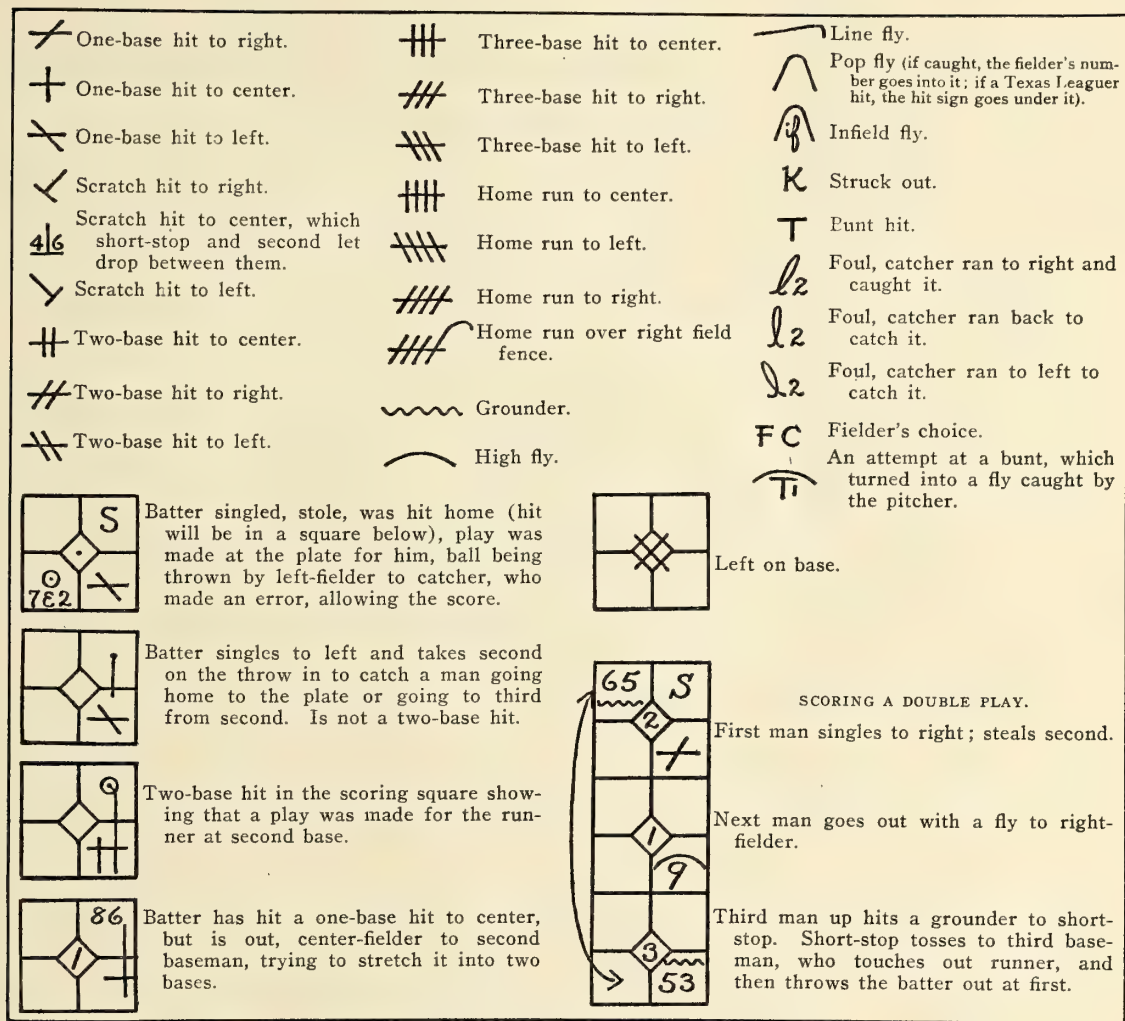 One-base hit to right.
One-base hit to center.
One-base hit to left.
Scratch hit to right.
Scratch hit to center, which
short-stop and second let
drop between them.
4 6
Scratch hit to left.
Two-base hit to center.
Two-base hit to right.
Two-base hit to left.
Three-base hit to center.
Three-base hit to right.
Three-base hit to left.
Home run to center.
Home run to left.
Home run to right.
Home run over right field
fence.
Grounder.
High fly.
Line fly.
Pop fly (if caught, the fielder's num-
ber goes into it; if a Texas Leaguer
hit, the hit sign goes under it).
if
Infield fly.
K
Struck out.
T
Bunt hit.
l2
Foul, catcher ran to right and
caught it.
l2
Foul, catcher ran back to
catch it.
l2
Foul, catcher ran to left to
catch it.
F C
Fielder's choice.
T1
An attempt at a bunt, which
turned into a fly caught by
the pitcher.
S
7E2
Batter singled, stole, was hit home (hit
will be in a square below), play was
made at the plate for him, ball being
thrown by left-fielder to catcher, who
made an error, allowing the score.
Batter singles to left and takes second
on the throw in to catch a man going
home to the plate or going to third
from second. Is not a two-base hit.
Two-base hit in the scoring square show-
ing that a play was made for the run-
ner at second base.
86
1
Batter has hit a one-base hit to center,
but is out, center-fielder to second
baseman, trying to stretch it into two
bases.
Left on base.
65 S
2
SCORING A DOUBLE PLAY.
First man singles to right; steals second.
1
9
Next man goes out with a fly to right-
fielder.
3
53
Third man up hits a grounder to short-
stop. Short-stop tosses to third base-
man, who touches out runner, and
then throws the batter out at first.